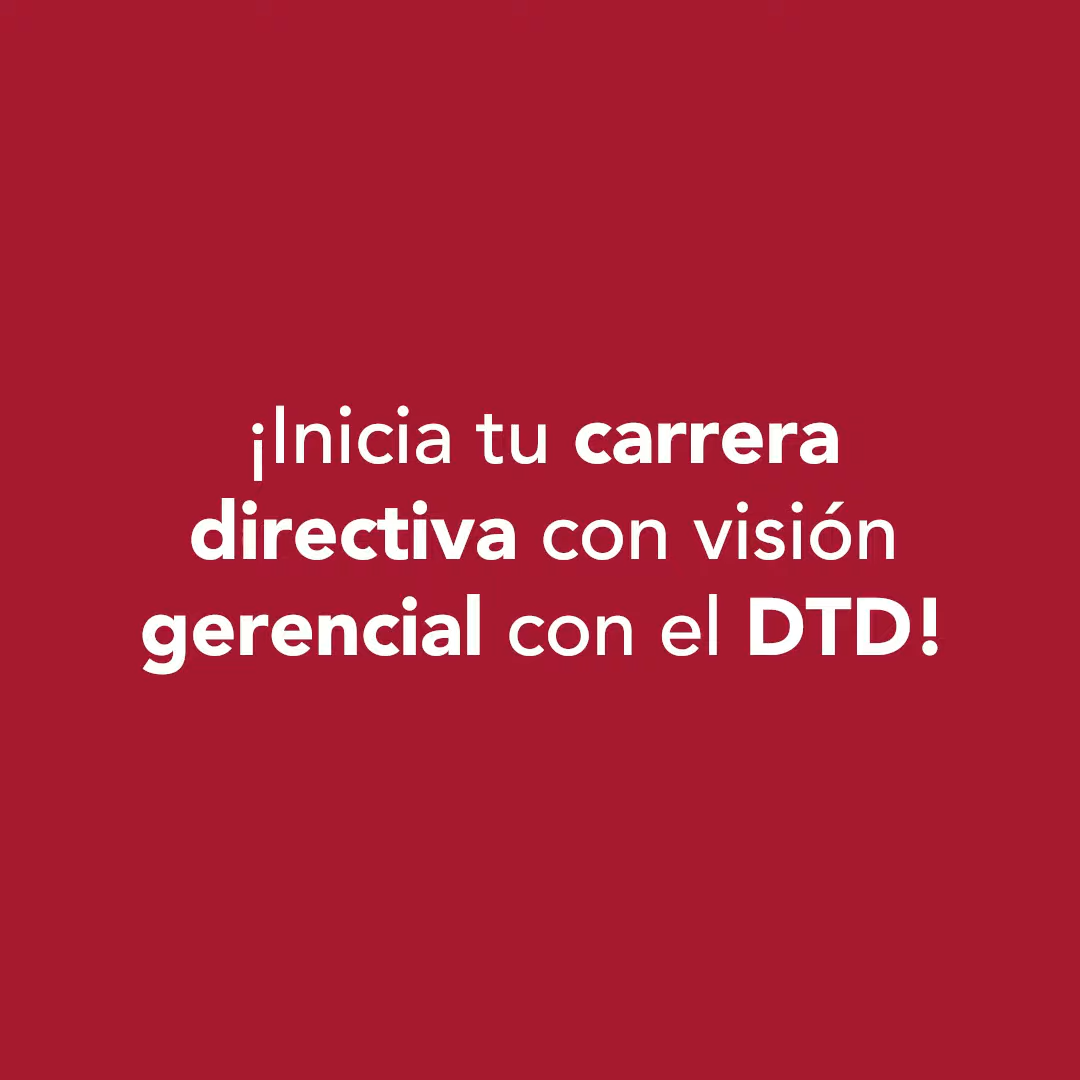 ¡Inicia tu carrera
directiva con visión
gerencial con el DTD!